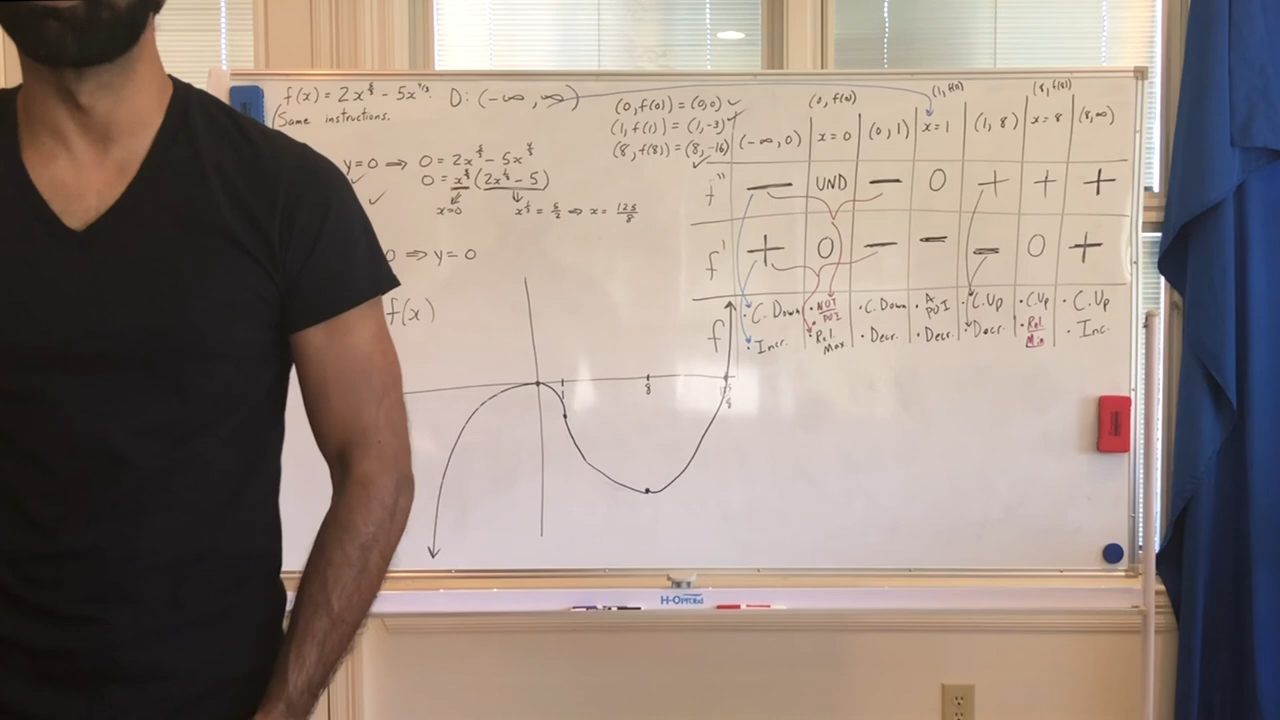 f(x) = 2x^{5/3} - 5x^{4/3}. D: (-∞, ∞)
(Same instructions.
y=0 ⇒ 0 = 2x^{5/3} - 5x^{4/3}
0 = x^{4/3}(2x^{1/3} - 5)
x=0 x^{1/3} = 5/2 ⇒ x = 125/8
0 ⇒ y = 0
f(x)
(0, f(0)) = (0,0) ✓
(1, f(1)) = (1,-3) ✓
(8, f(8)) = (8,-16) ✓
(0, f(0)) (1, f(0)) (8, f(8))
(-∞, 0) x=0 (0, 1) x=1 (1, 8) x=8 (8, ∞)
f'' — UND — 0 + + +
f' + 0 — — — 0 +
f · C. Down · NOT POI · C. Down · A POI · C. Up · C. Up · C. Up
· Incr. · Rel. Max · Decr. · Decr. · Decr. · Rel. Min · Inc.
1 8 125/8
H-Optold